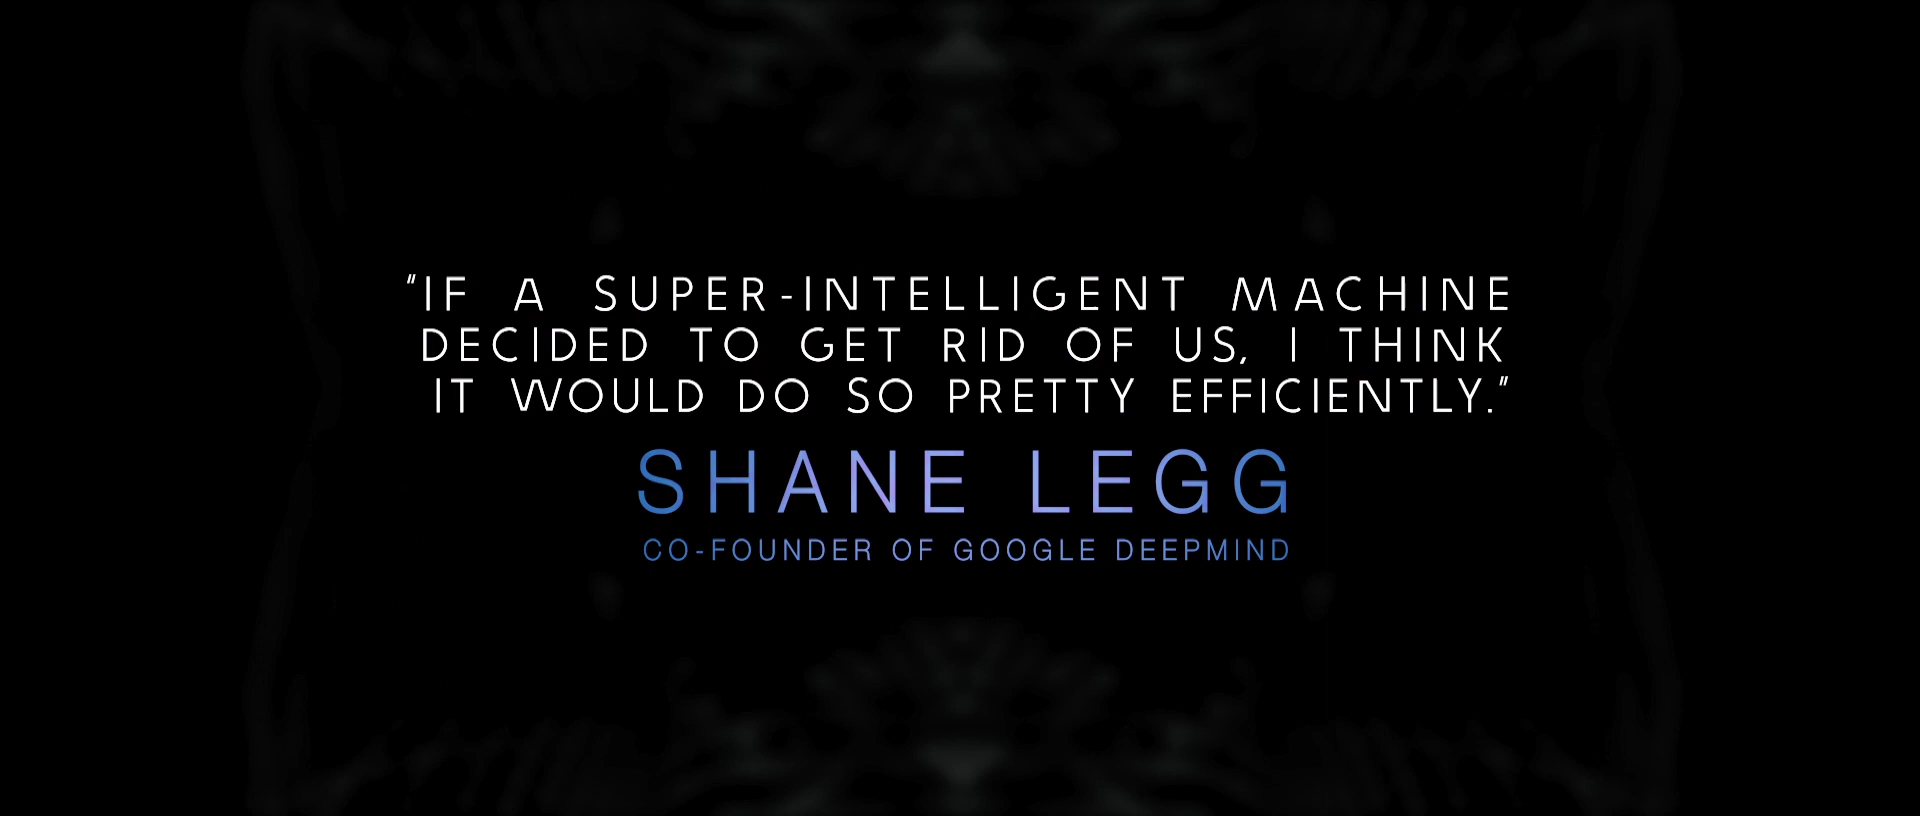 "IF A SUPER-INTELLIGENT MACHINE
DECIDED TO GET RID OF US, I THINK
IT WOULD DO SO PRETTY EFFICIENTLY."
SHANE LEGG
CO-FOUNDER OF GOOGLE DEEPMIND